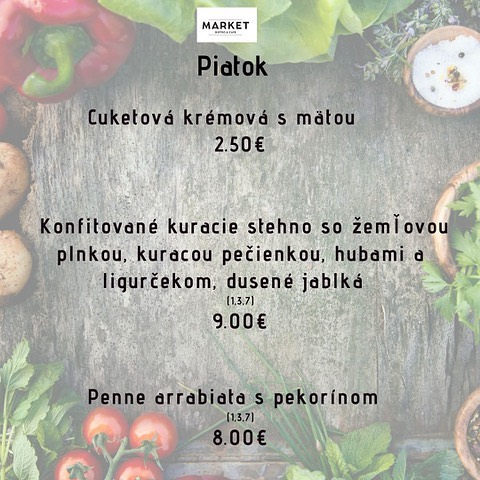 MARKET
BISTRO & CAFE
Piatok
Cuketová krémová s mätou
2.50€
Konfitované kuracie stehno so žemľovou
plnkou, kuracou pečienkou, hubami a
ligurčekom, dusené jablká
(1,3,7)
9.00€
Penne arrabiata s pekorínom
(1,3,7)
8.00€